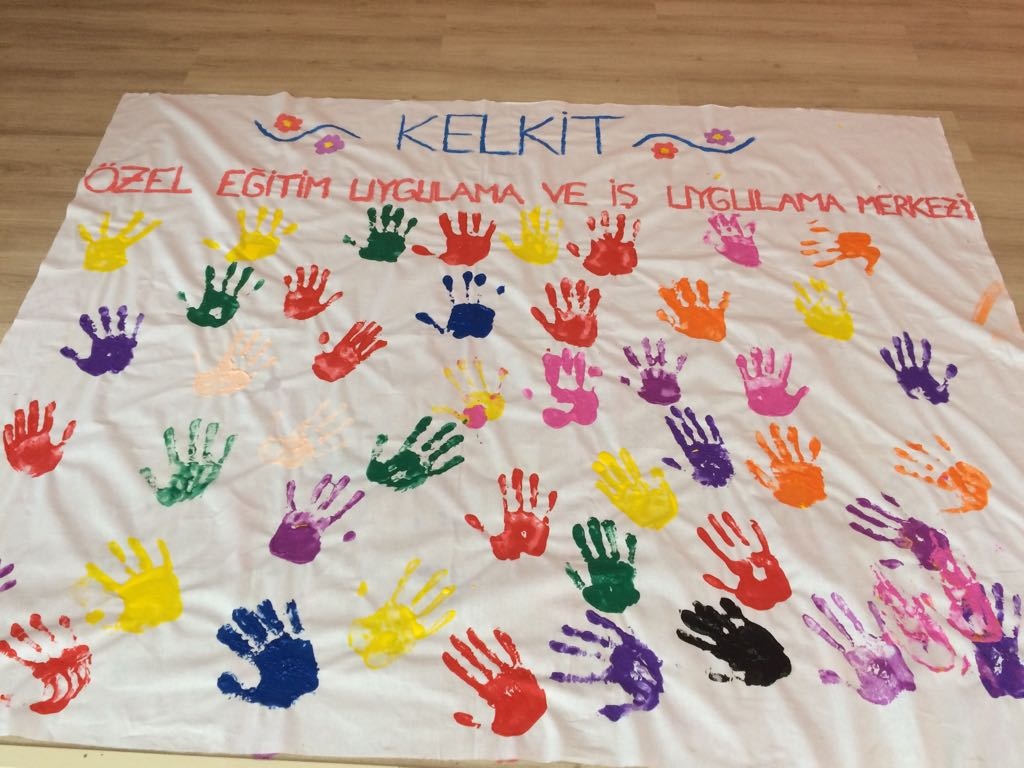 KELKİT
ÖZEL EĞİTİM UYGULAMA VE İŞ UYGULAMA MERKEZİ